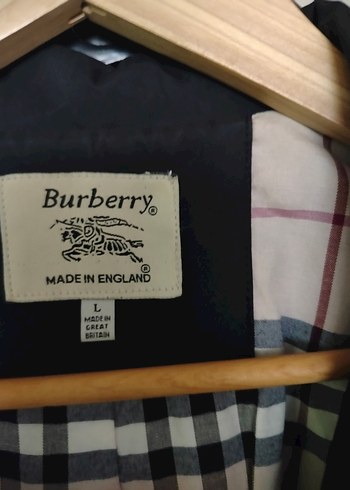 Burberry®
®
MADE IN ENGLAND
L
MADE IN
GREAT
BRITAIN